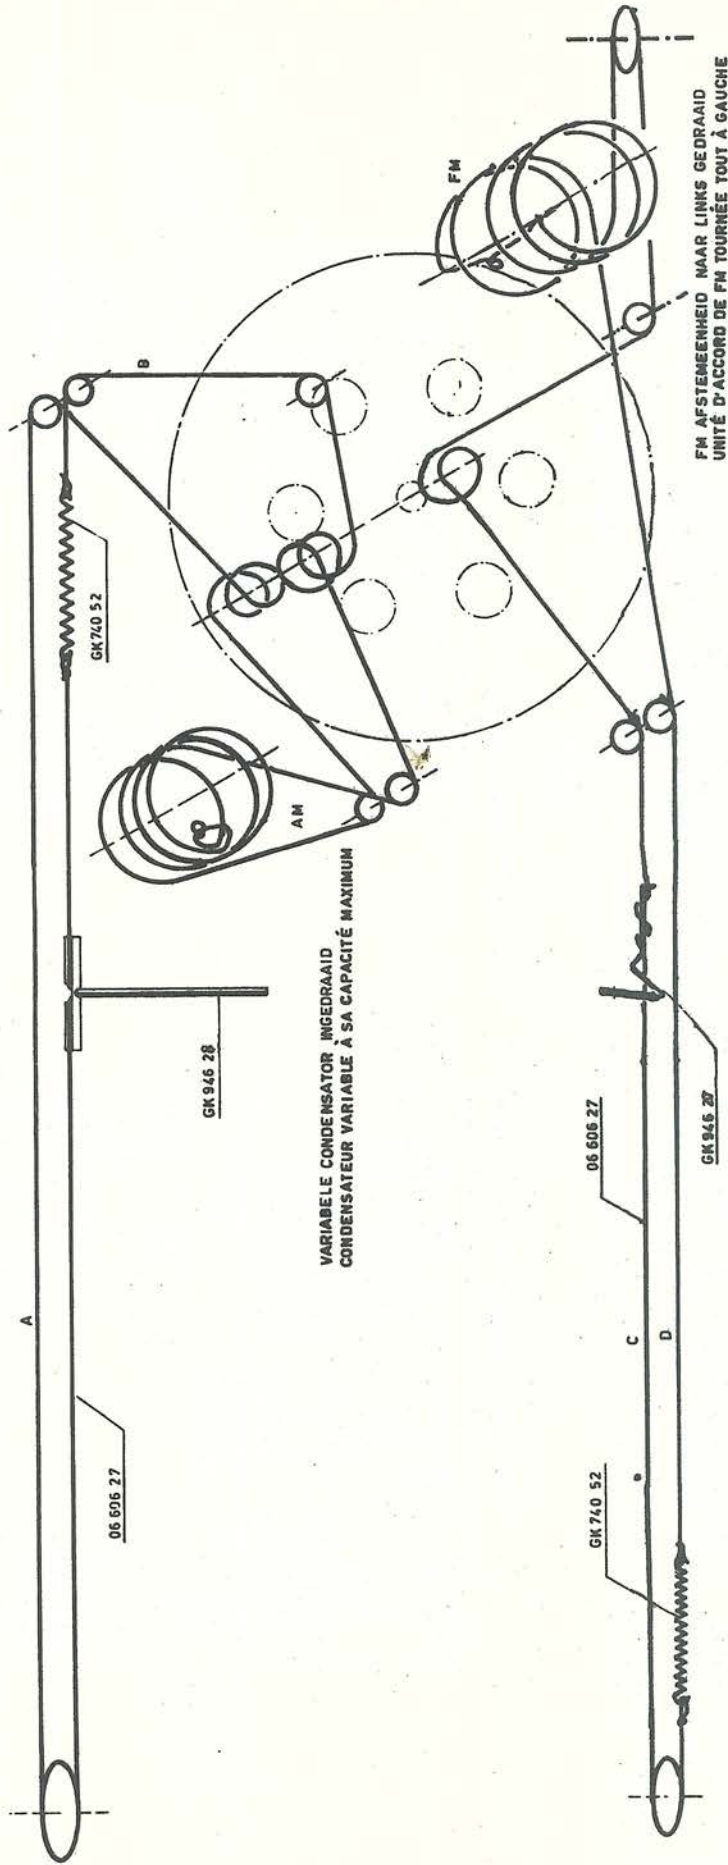 A
06 606 27
GK 946 28
GK 740 52
B
AM
VARIABELE CONDENSATOR INGEDRAAID
CONDENSATEUR VARIABLE À SA CAPACITÉ MAXIMUM
FM
GK 740 52
C
D
06 606 27
GK 946 27
FM AFSTEMEENHEID NAAR LINKS GEDRAAID
UNITÉ D'ACCORD DE FM TOURNÉE TOUT À GAUCHE